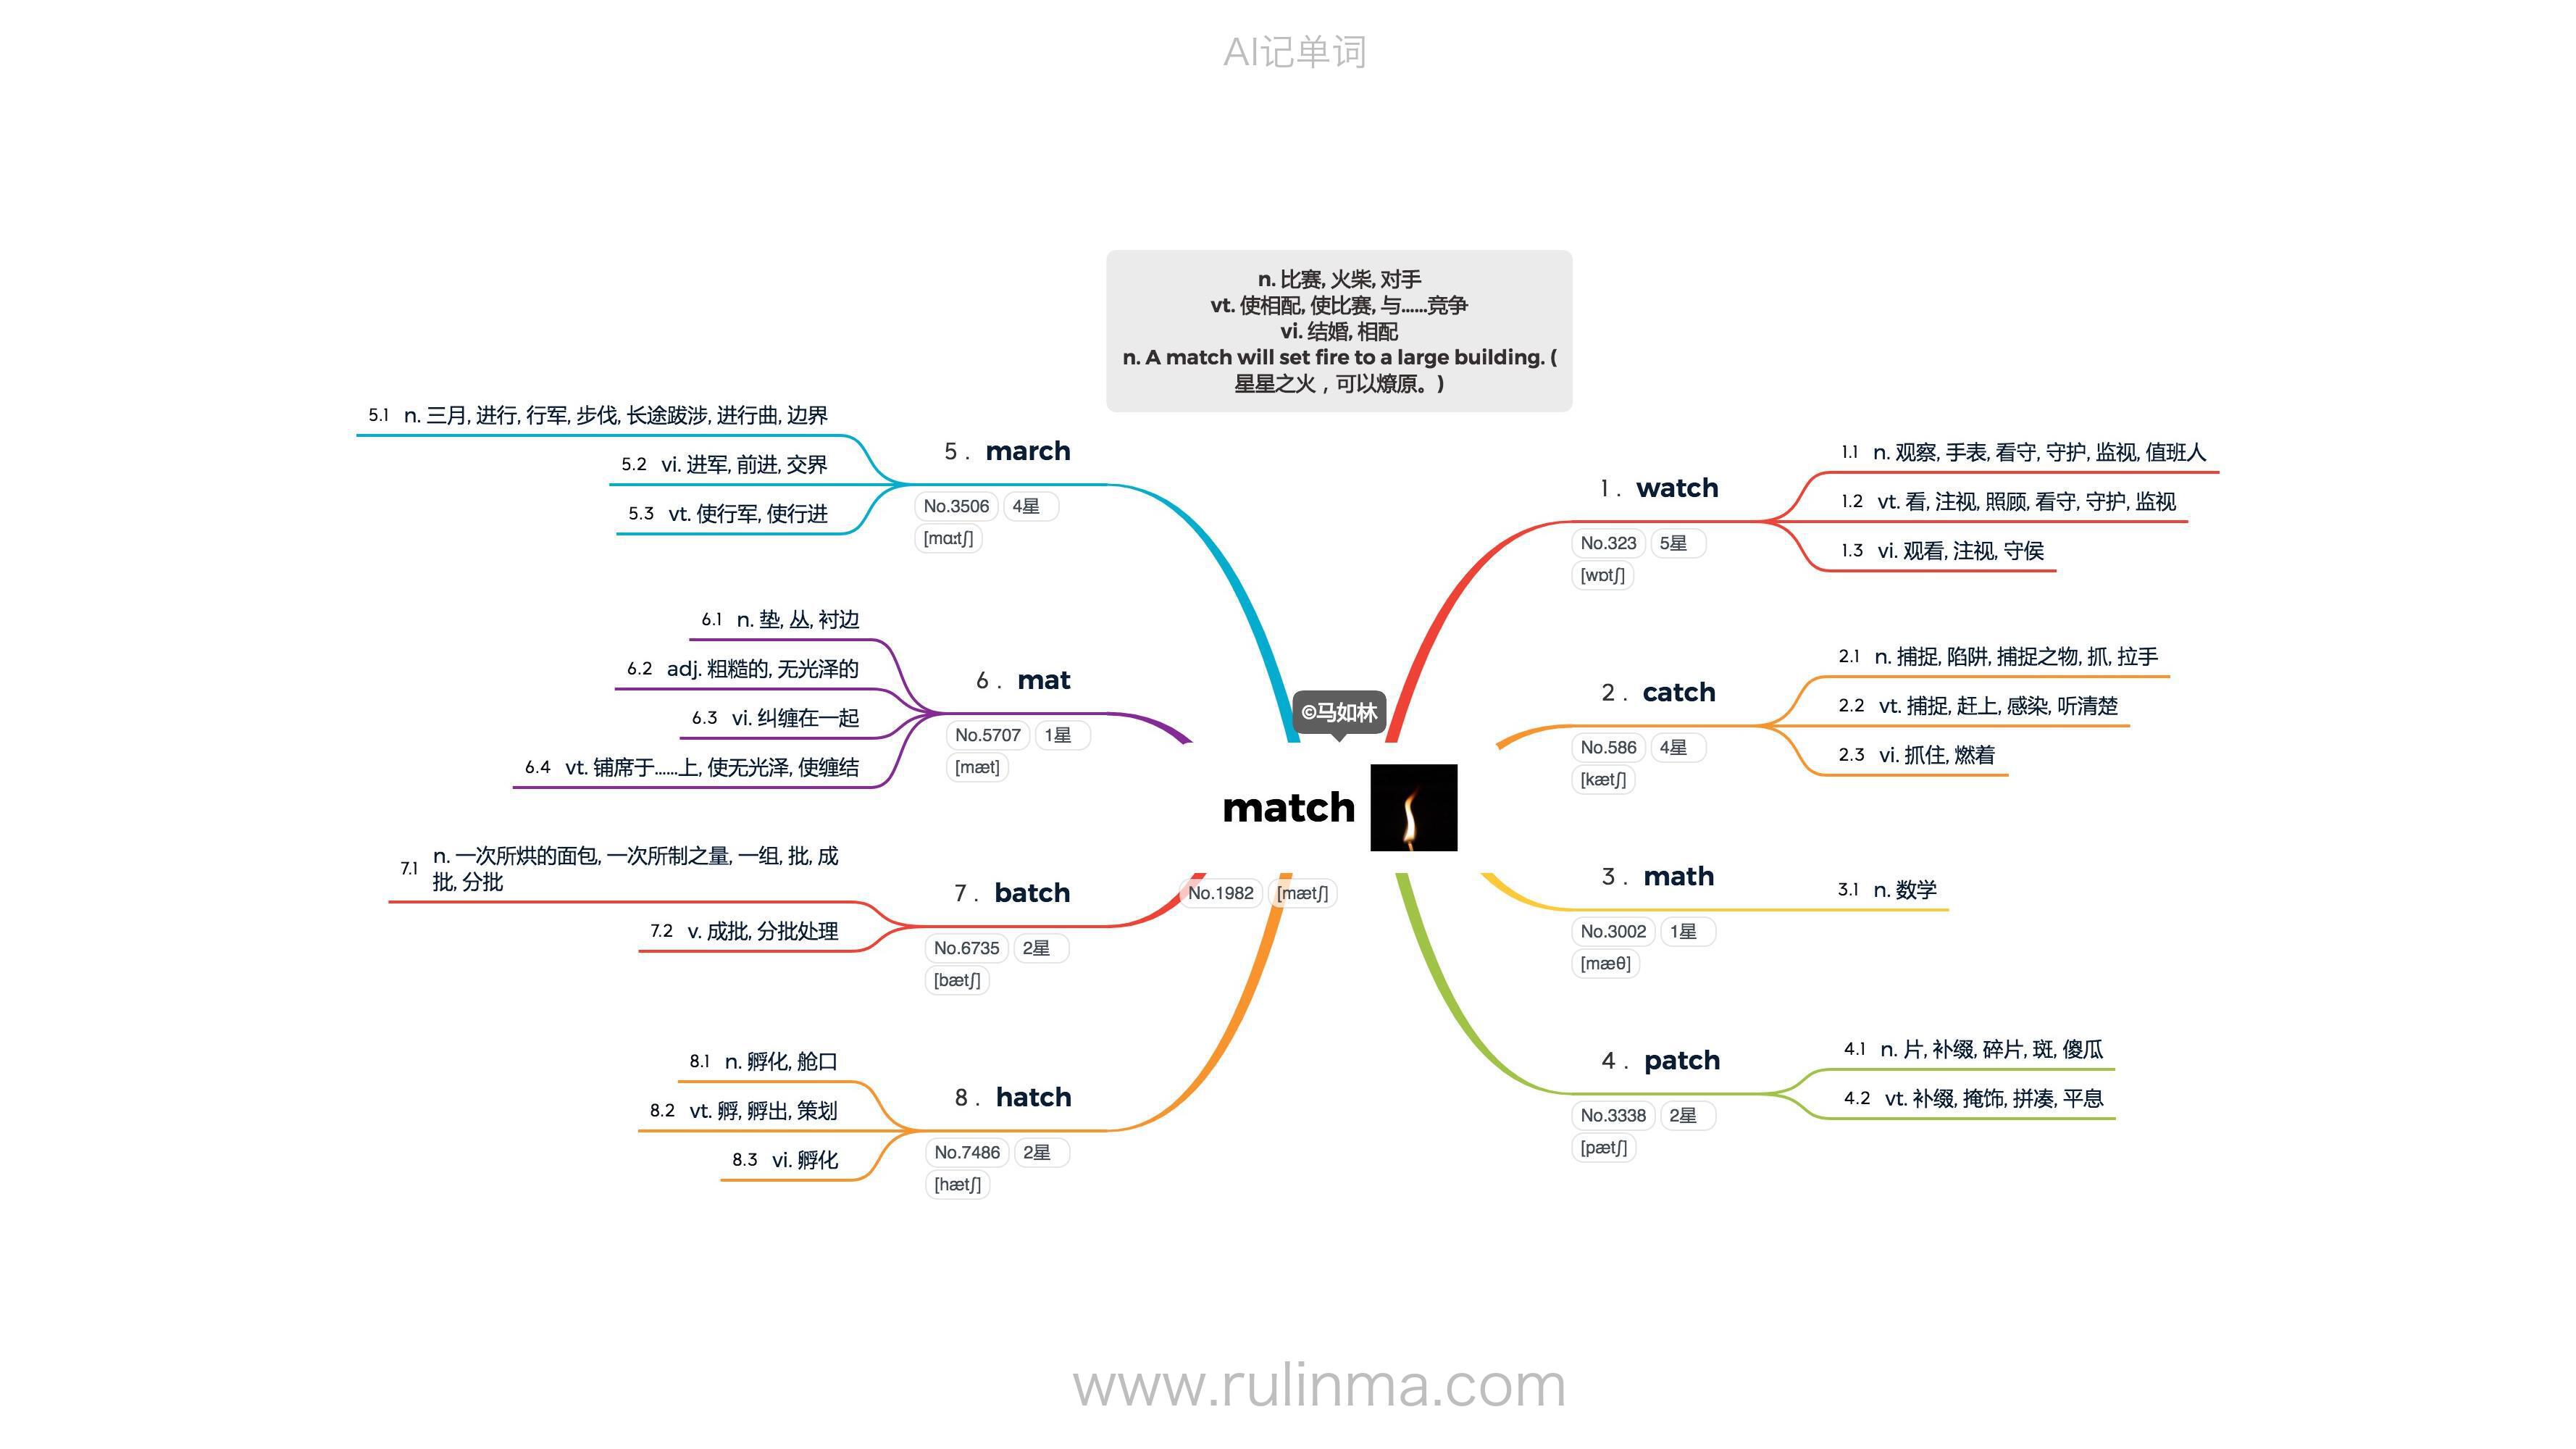 AI记单词
n. 比赛, 火柴, 对手
vt. 使相配, 使比赛, 与……竞争
vi. 结婚, 相配
n. A match will set fire to a large building. (
星星之火，可以燎原。)
©马如林
match
No.1982 [mætʃ]
1. watch
No.323 5星
[wɒtʃ]
1.1 n. 观察, 手表, 看守, 守护, 监视, 值班人
1.2 vt. 看, 注视, 照顾, 看守, 守护, 监视
1.3 vi. 观看, 注视, 守侯
2. catch
No.586 4星
[kætʃ]
2.1 n. 捕捉, 陷阱, 捕捉之物, 抓, 拉手
2.2 vt. 捕捉, 赶上, 感染, 听清楚
2.3 vi. 抓住, 燃着
3. math
No.3002 1星
[mæθ]
3.1 n. 数学
4. patch
No.3338 2星
[pætʃ]
4.1 n. 片, 补缀, 碎片, 斑, 傻瓜
4.2 vt. 补缀, 掩饰, 拼凑, 平息
5. march
No.3506 4星
[mɑːtʃ]
5.1 n. 三月, 进行, 行军, 步伐, 长途跋涉, 进行曲, 边界
5.2 vi. 进军, 前进, 交界
5.3 vt. 使行军, 使行进
6. mat
No.5707 1星
[mæt]
6.1 n. 垫, 丛, 衬边
6.2 adj. 粗糙的, 无光泽的
6.3 vi. 纠缠在一起
6.4 vt. 铺席于……上, 使无光泽, 使缠结
7. batch
No.6735 2星
[bætʃ]
7.1 n. 一次所烘的面包, 一次所制之量, 一组, 批, 成
批, 分批
7.2 v. 成批, 分批处理
8. hatch
No.7486 2星
[hætʃ]
8.1 n. 孵化, 舱口
8.2 vt. 孵, 孵出, 策划
8.3 vi. 孵化
www.rulinma.com